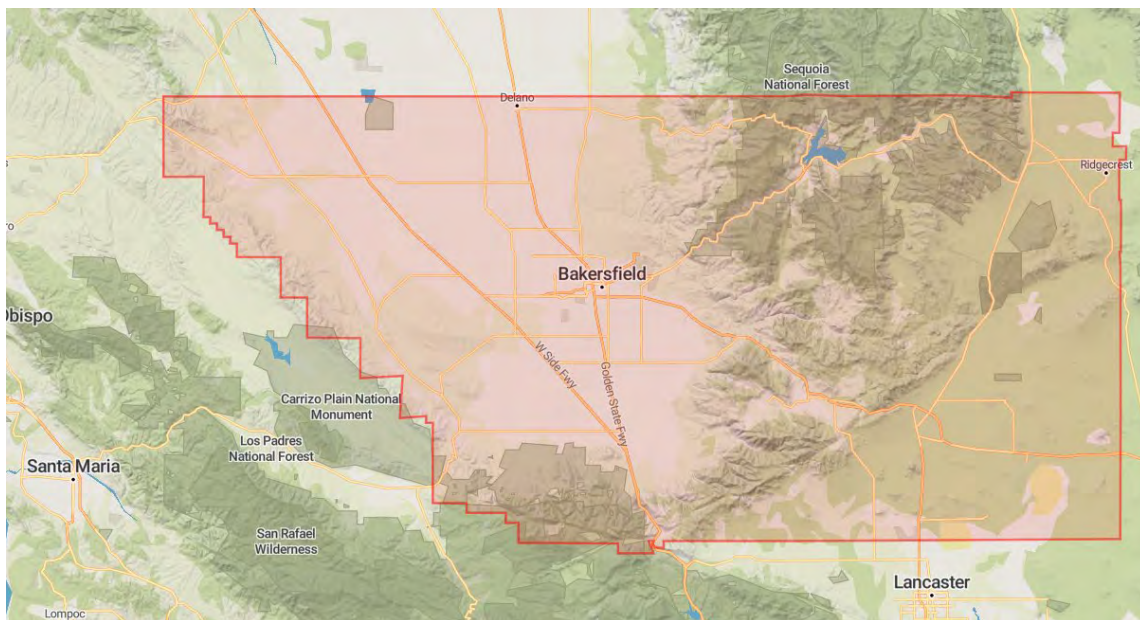 Sequoia
National Forest
Delano
Ridgecrest
Bakersfield
Obispo
W Side Fwy
Golden State Fwy
Carrizo Plain National
Monument
Los Padres
National Forest
Santa Maria
San Rafael
Wilderness
Lancaster
Lompoc